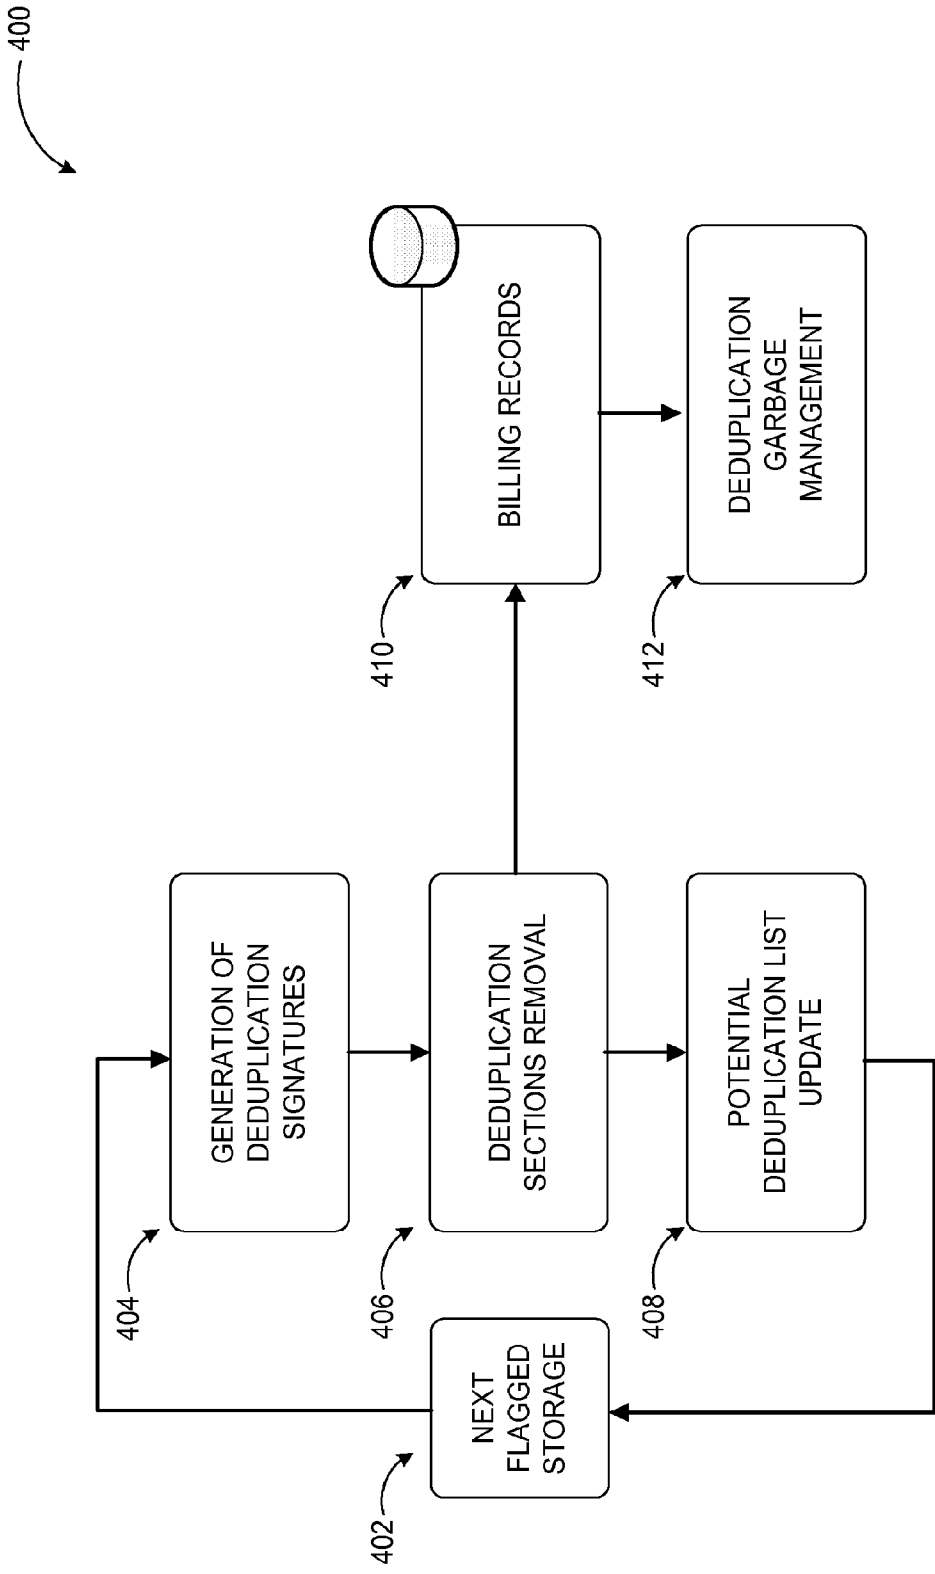 400
402
NEXT
FLAGGED
STORAGE
404
GENERATION OF
DEDUPLICATION
SIGNATURES
406
DEDUPLICATION
SECTIONS REMOVAL
408
POTENTIAL
DEDUPLICATION LIST
UPDATE
410
BILLING RECORDS
412
DEDUPLICATION
GARBAGE
MANAGEMENT